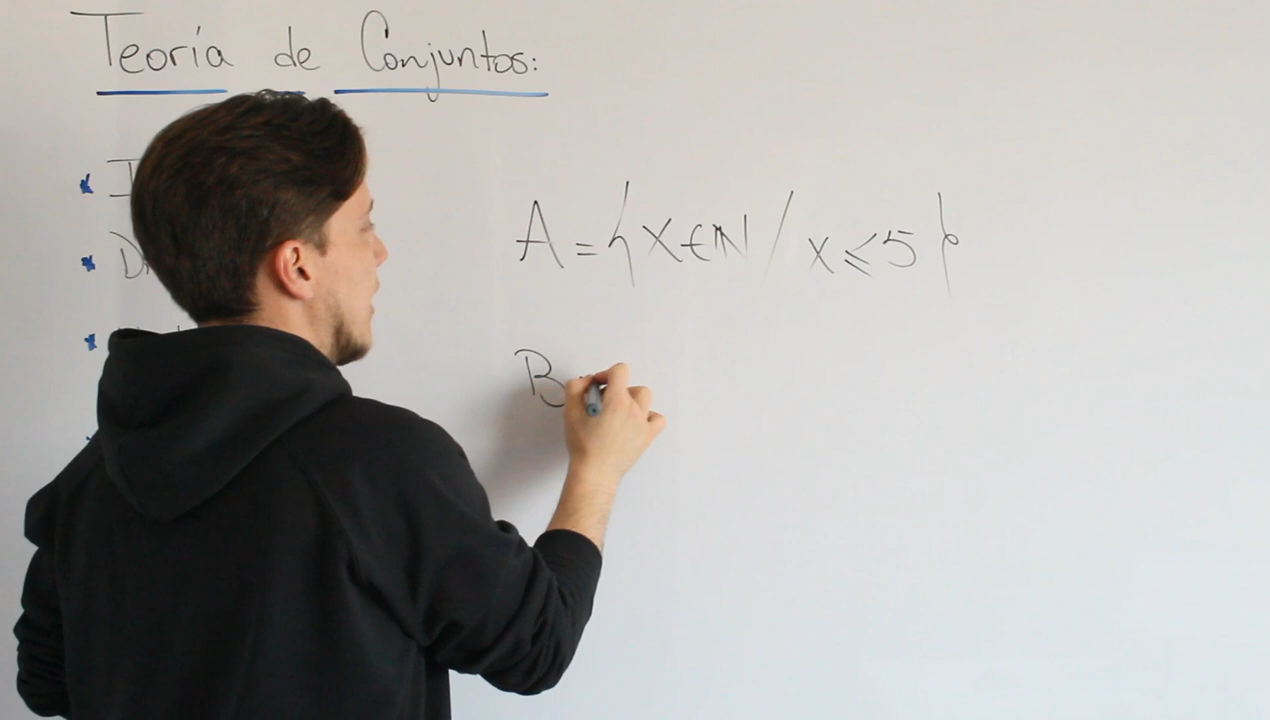 Teoría de Conjuntos:
A = { x ∈ ℕ / x ⩽ 5 }
B